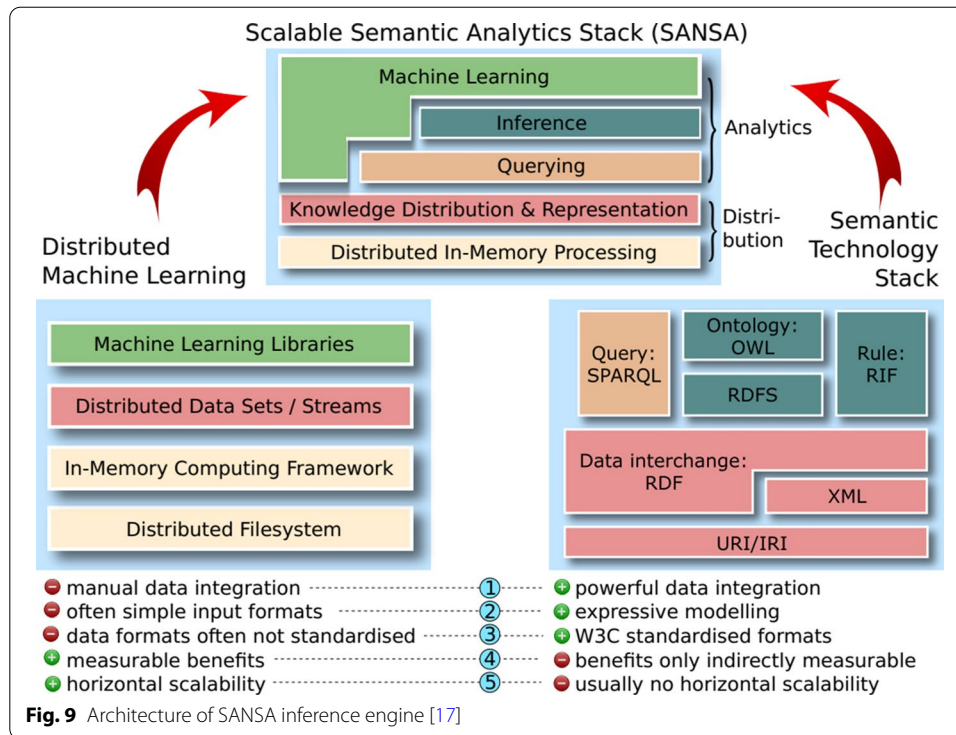 Scalable Semantic Analytics Stack (SANSA)
Machine Learning
Inference
Querying
Analytics
Knowledge Distribution & Representation
Distributed In-Memory Processing
Distri-
bution
Distributed
Machine Learning
Semantic
Technology
Stack
Machine Learning Libraries
Distributed Data Sets / Streams
In-Memory Computing Framework
Distributed Filesystem
Query:
SPARQL
Ontology:
OWL
RDFS
Rule:
RIF
Data interchange:
RDF
XML
URI/IRI
manual data integration 1 powerful data integration
often simple input formats 2 expressive modelling
data formats often not standardised 3 W3C standardised formats
measurable benefits 4 benefits only indirectly measurable
horizontal scalability 5 usually no horizontal scalability
Fig. 9 Architecture of SANSA inference engine [17]